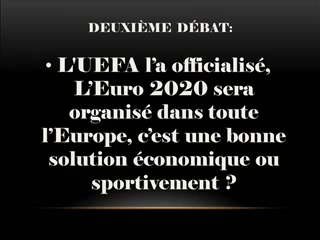 DEUXIÈME DÉBAT:
• L'UEFA l'a officialisé,
L'Euro 2020 sera
organisé dans toute
l'Europe, c'est une bonne
solution économique ou
sportivement ?